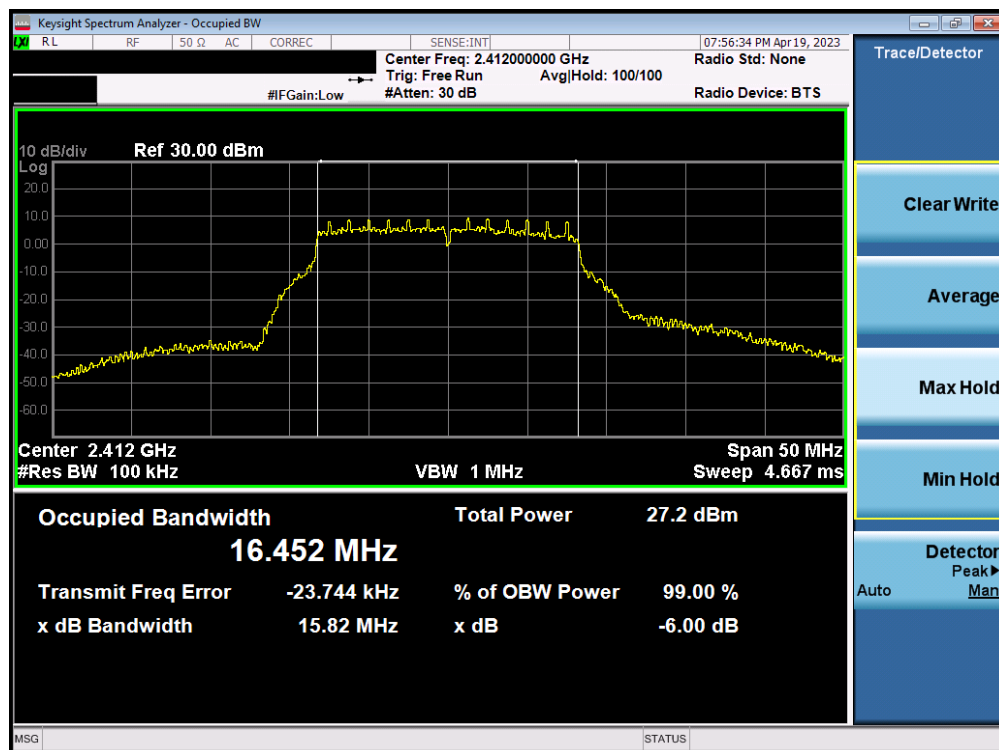 Keysight Spectrum Analyzer - Occupied BW
LXI RL RF 50 Ω AC CORREC SENSE:INT 07:56:34 PM Apr 19, 2023
Center Freq: 2.412000000 GHz Radio Std: None
Trig: Free Run Avg|Hold: 100/100
#IFGain:Low #Atten: 30 dB Radio Device: BTS
Trace/Detector
10 dB/div Ref 30.00 dBm
Log
20.0
10.0
0.00
-10.0
-20.0
-30.0
-40.0
-50.0
-60.0
Center 2.412 GHz Span 50 MHz
#Res BW 100 kHz VBW 1 MHz Sweep 4.667 ms
Occupied Bandwidth Total Power 27.2 dBm
16.452 MHz
Transmit Freq Error -23.744 kHz % of OBW Power 99.00 %
x dB Bandwidth 15.82 MHz x dB -6.00 dB
Clear Write
Average
Max Hold
Min Hold
Detector
Peak▶
Auto Man
MSG STATUS